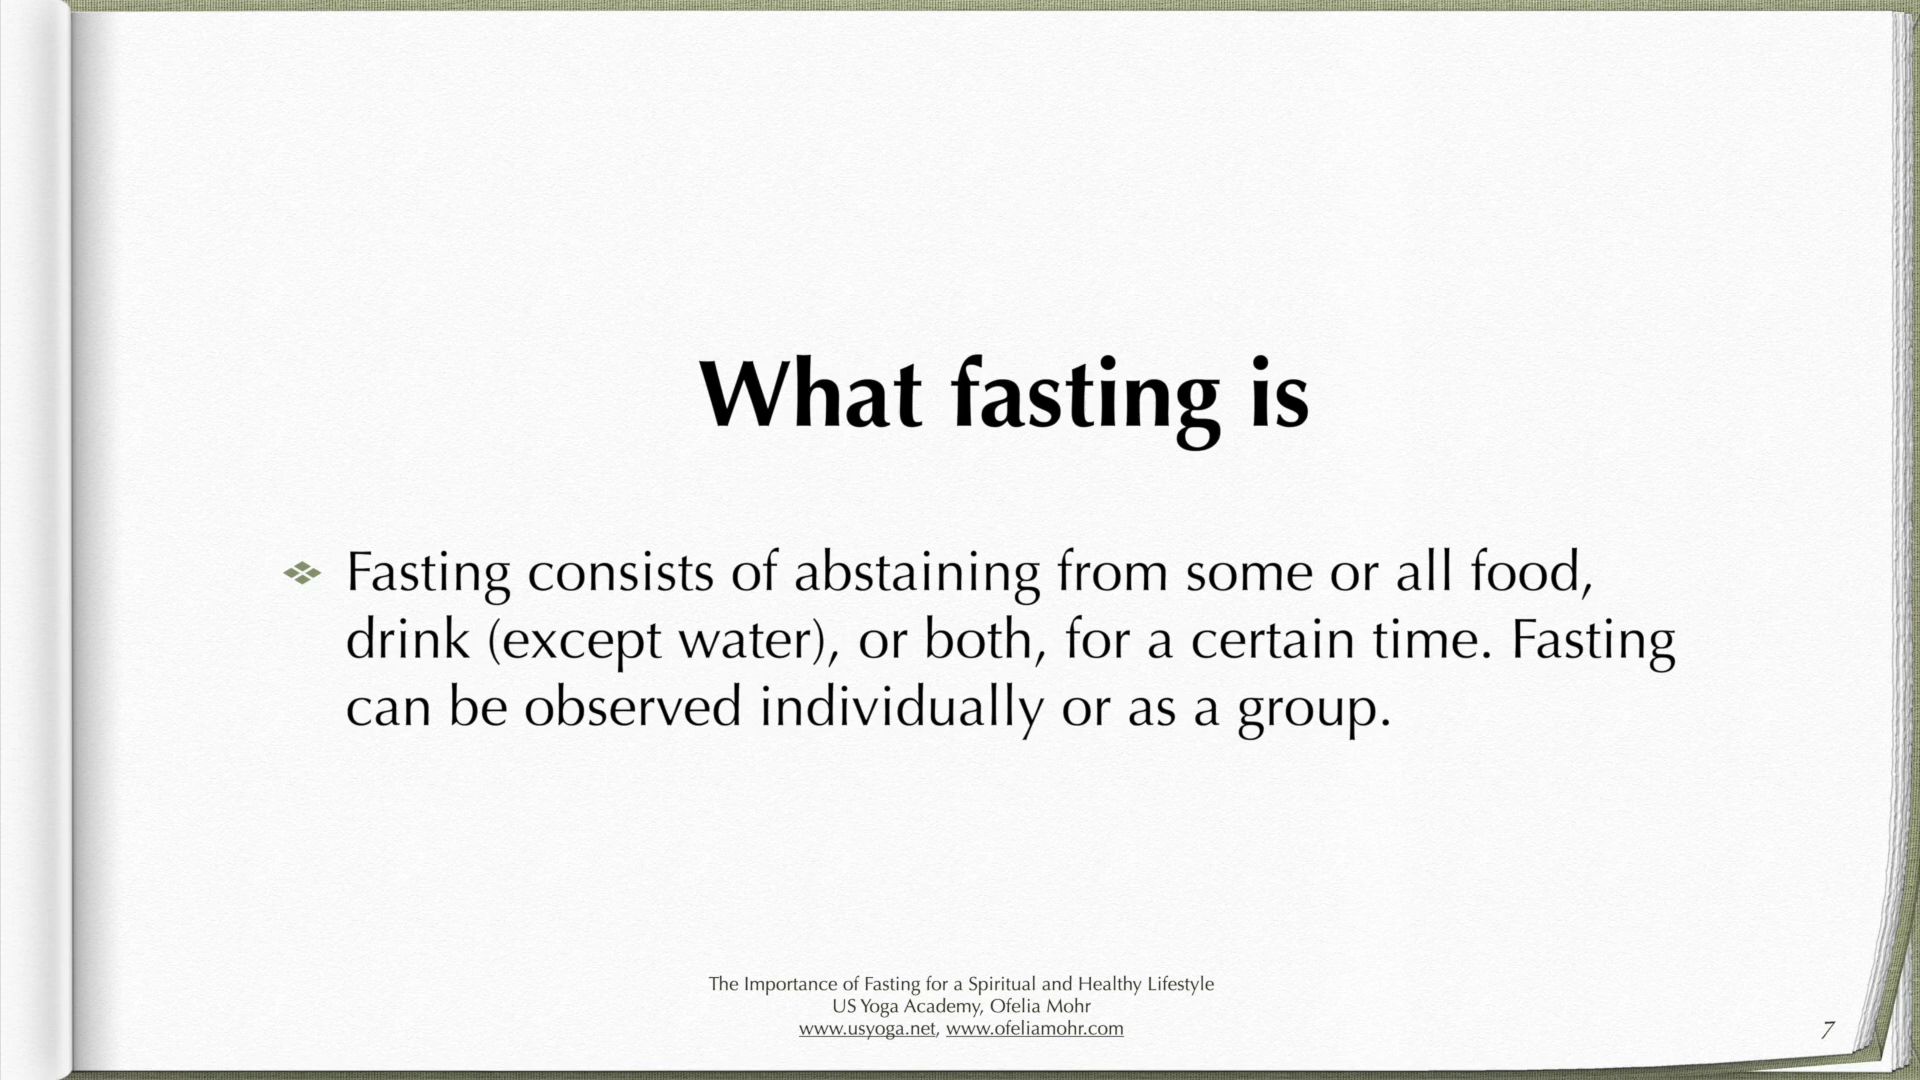 What fasting is
Fasting consists of abstaining from some or all food,
drink (except water), or both, for a certain time. Fasting
can be observed individually or as a group.
The Importance of Fasting for a Spiritual and Healthy Lifestyle
US Yoga Academy, Ofelia Mohr
www.usyoga.net, www.ofeliamohr.com
7